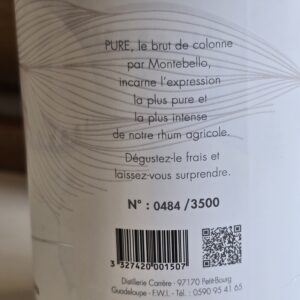 PURE, le brut de colonne
par Montebello,
incarne l'expression
la plus pure et
la plus intense
de notre rhum agricole.
Dégustez-le frais et
laissez-vous surprendre.
N° : 0484 /3500
3 327420 001507
Distillerie Carrère - 97170 Petit-Bourg
Guadeloupe - F.W.I. - Tél. : 0590 95 41 65